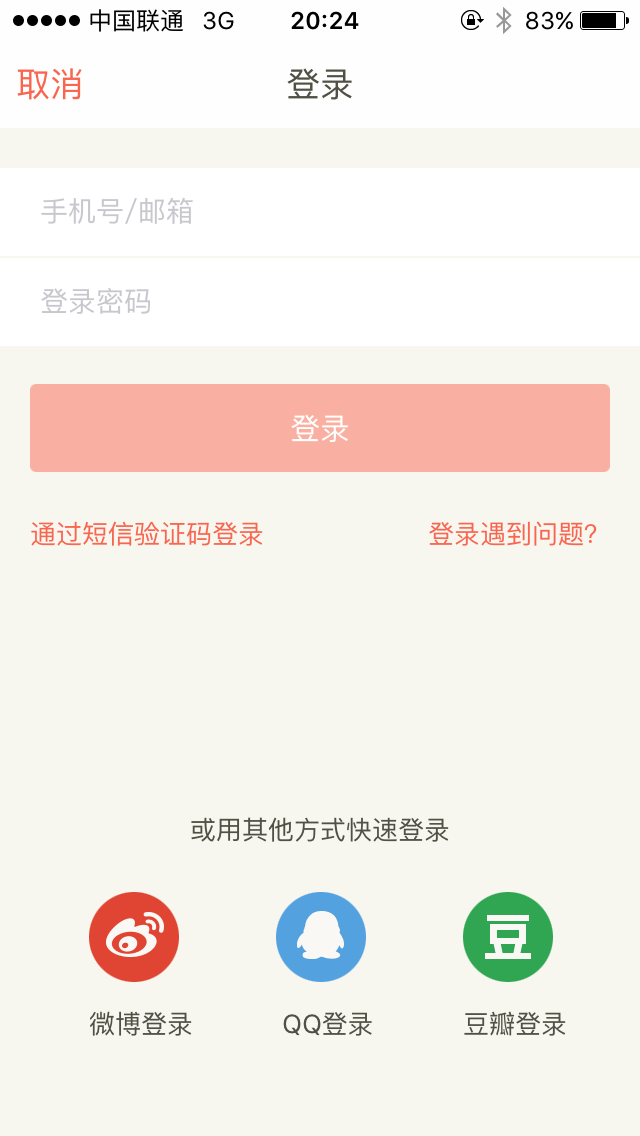 中国联通 3G 20:24 83%
取消 登录
手机号/邮箱
登录密码
登录
通过短信验证码登录 登录遇到问题?
或用其他方式快速登录
豆
微博登录 QQ登录 豆瓣登录